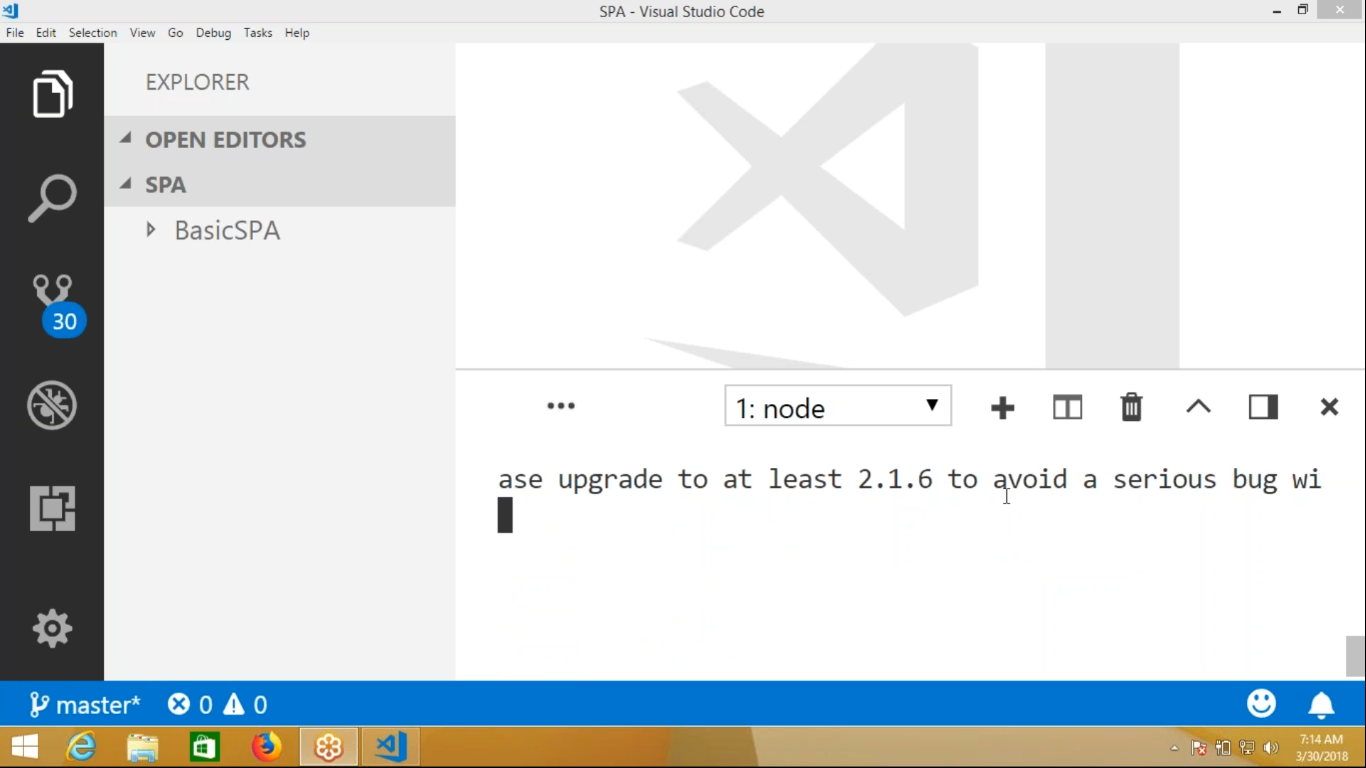 SPA - Visual Studio Code
File Edit Selection View Go Debug Tasks Help
EXPLORER
OPEN EDITORS
SPA
BasicSPA
30
1: node
ase upgrade to at least 2.1.6 to avoid a serious bug wi
master* 0 0
7:14 AM
3/30/2018